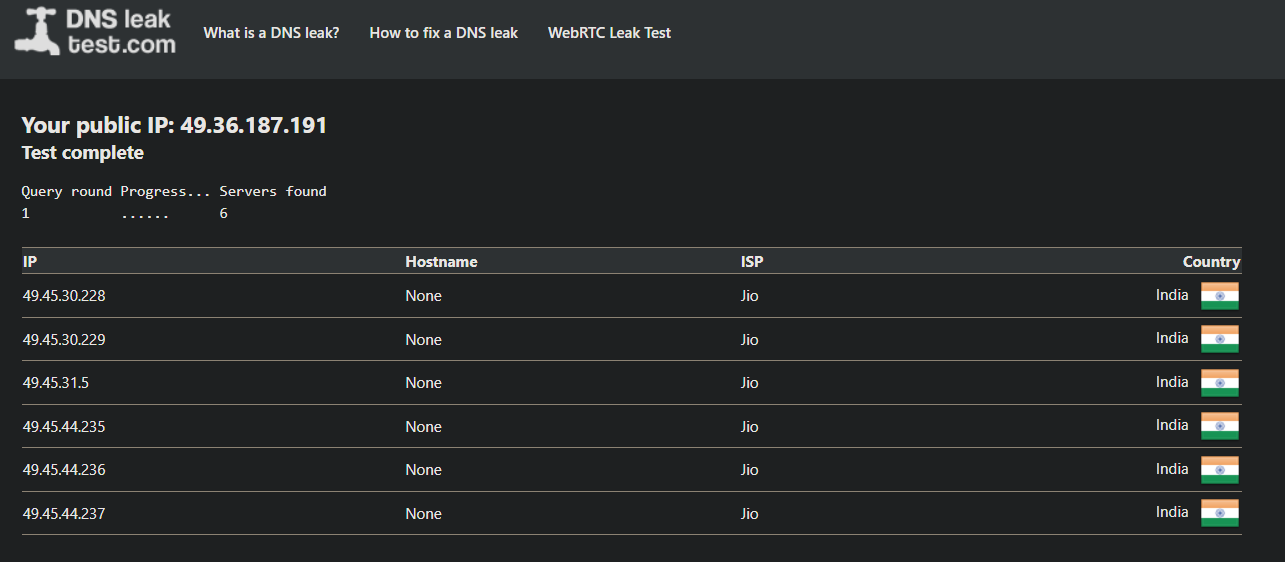 DNS leak
test.com
What is a DNS leak? How to fix a DNS leak WebRTC Leak Test
Your public IP: 49.36.187.191
Test complete
Query round Progress... Servers found
1 ...... 6
IP Hostname ISP Country
49.45.30.228 None Jio India
49.45.30.229 None Jio India
49.45.31.5 None Jio India
49.45.44.235 None Jio India
49.45.44.236 None Jio India
49.45.44.237 None Jio India